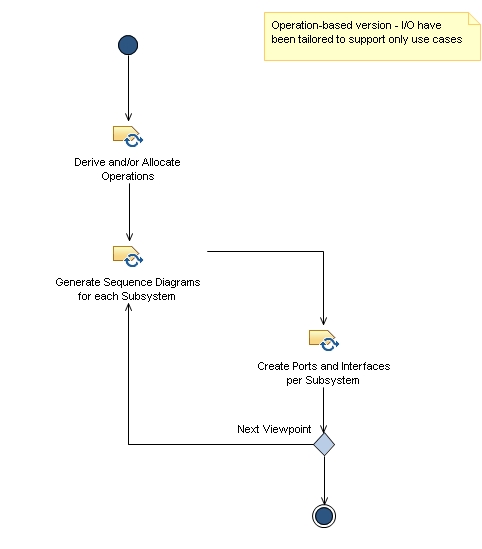 Operation-based version - I/O have
been tailored to support only use cases
Derive and/or Allocate
Operations
Generate Sequence Diagrams
for each Subsystem
Create Ports and Interfaces
per Subsystem
Next Viewpoint